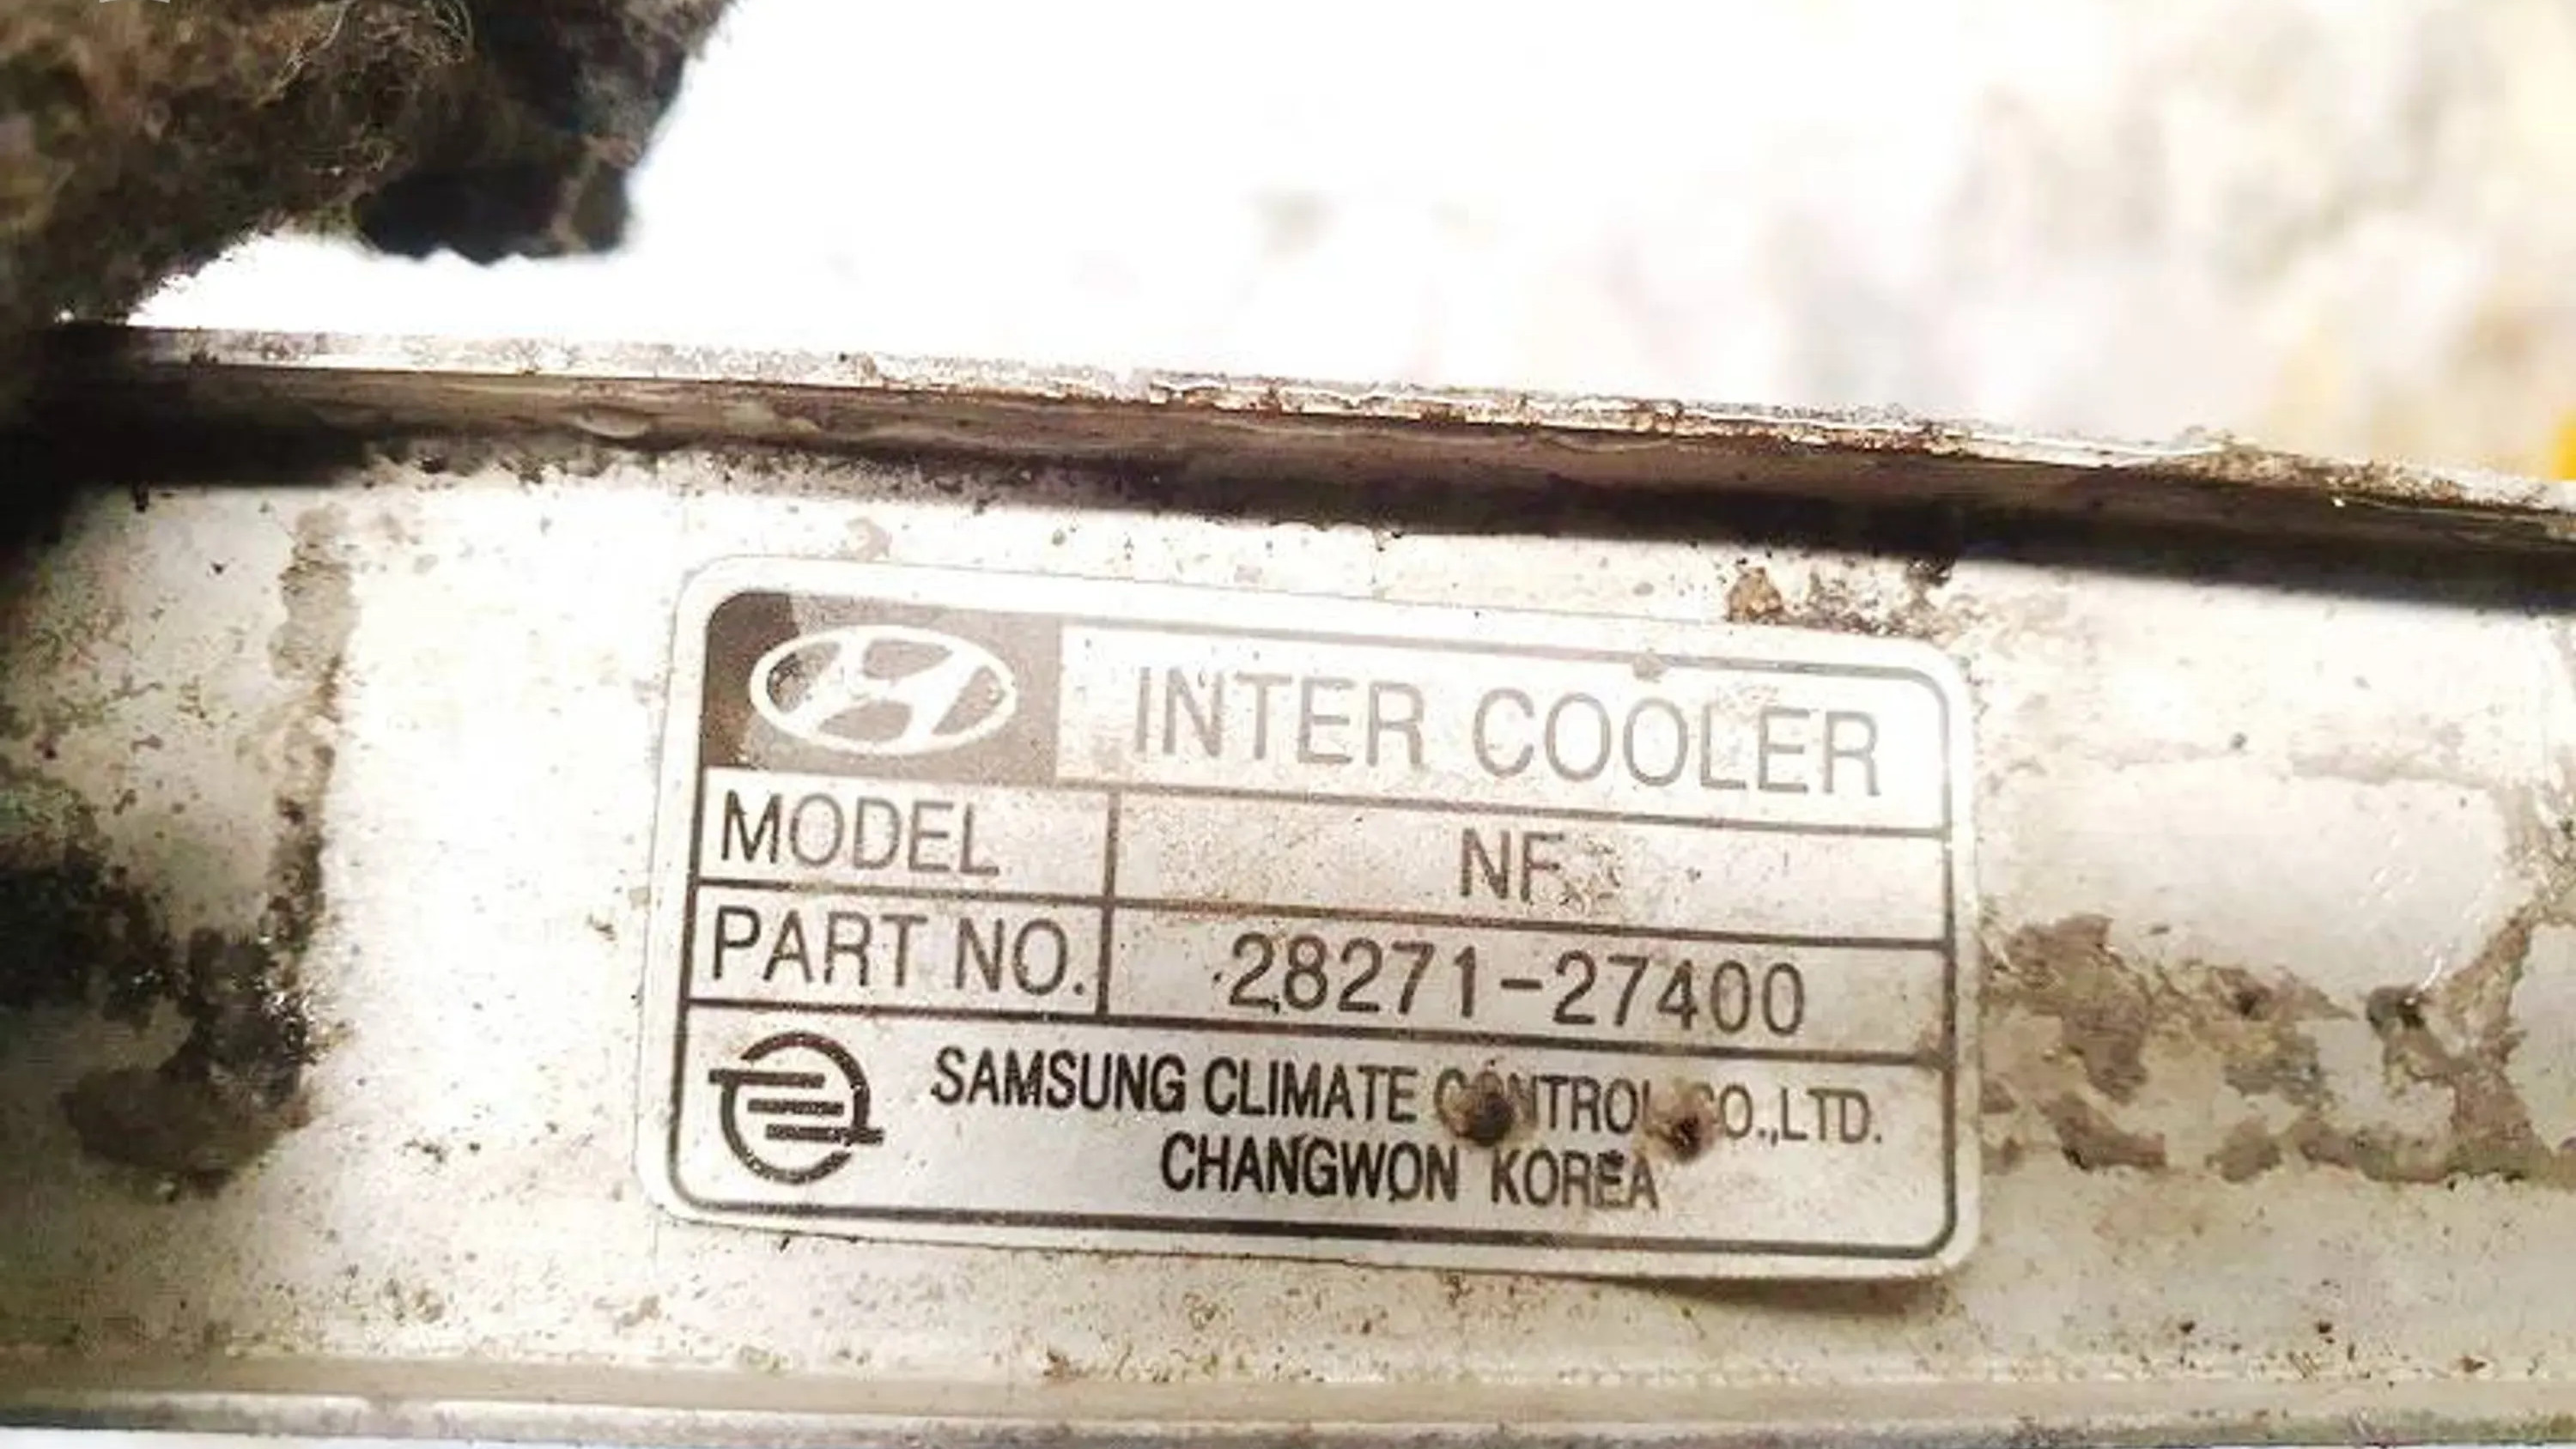 INTER COOLER
MODEL NF
PART NO. 28271-27400
SAMSUNG CLIMATE CONTROL CO.,LTD.
CHANGWON KOREA